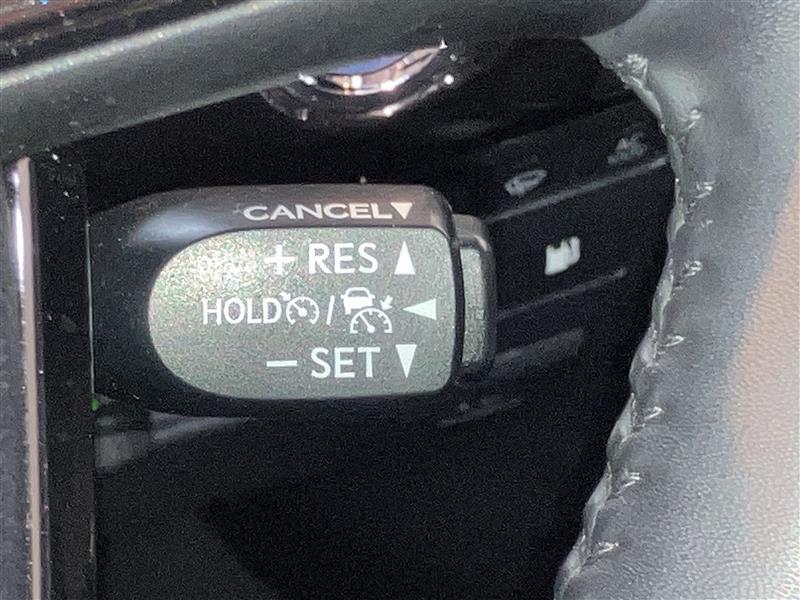 CANCEL▼
+ RES ▲
HOLD / ◀
− SET ▼